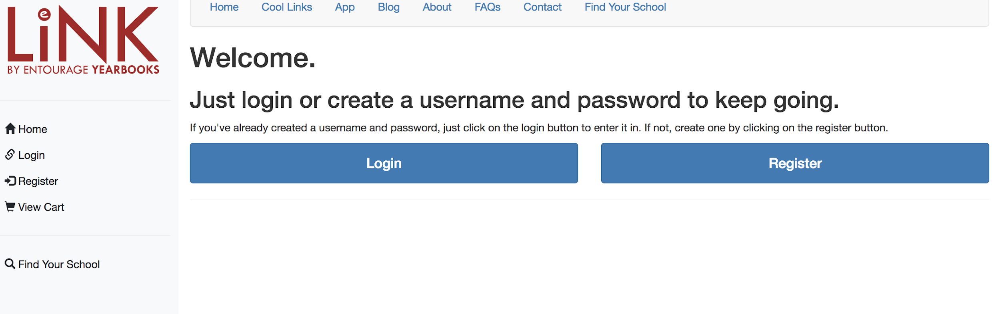 LiNK
BY ENTOURAGE YEARBOOKS
Home
Login
Register
View Cart
Find Your School
Home Cool Links App Blog About FAQs Contact Find Your School
Welcome.
Just login or create a username and password to keep going.
If you've already created a username and password, just click on the login button to enter it in. If not, create one by clicking on the register button.
Login Register